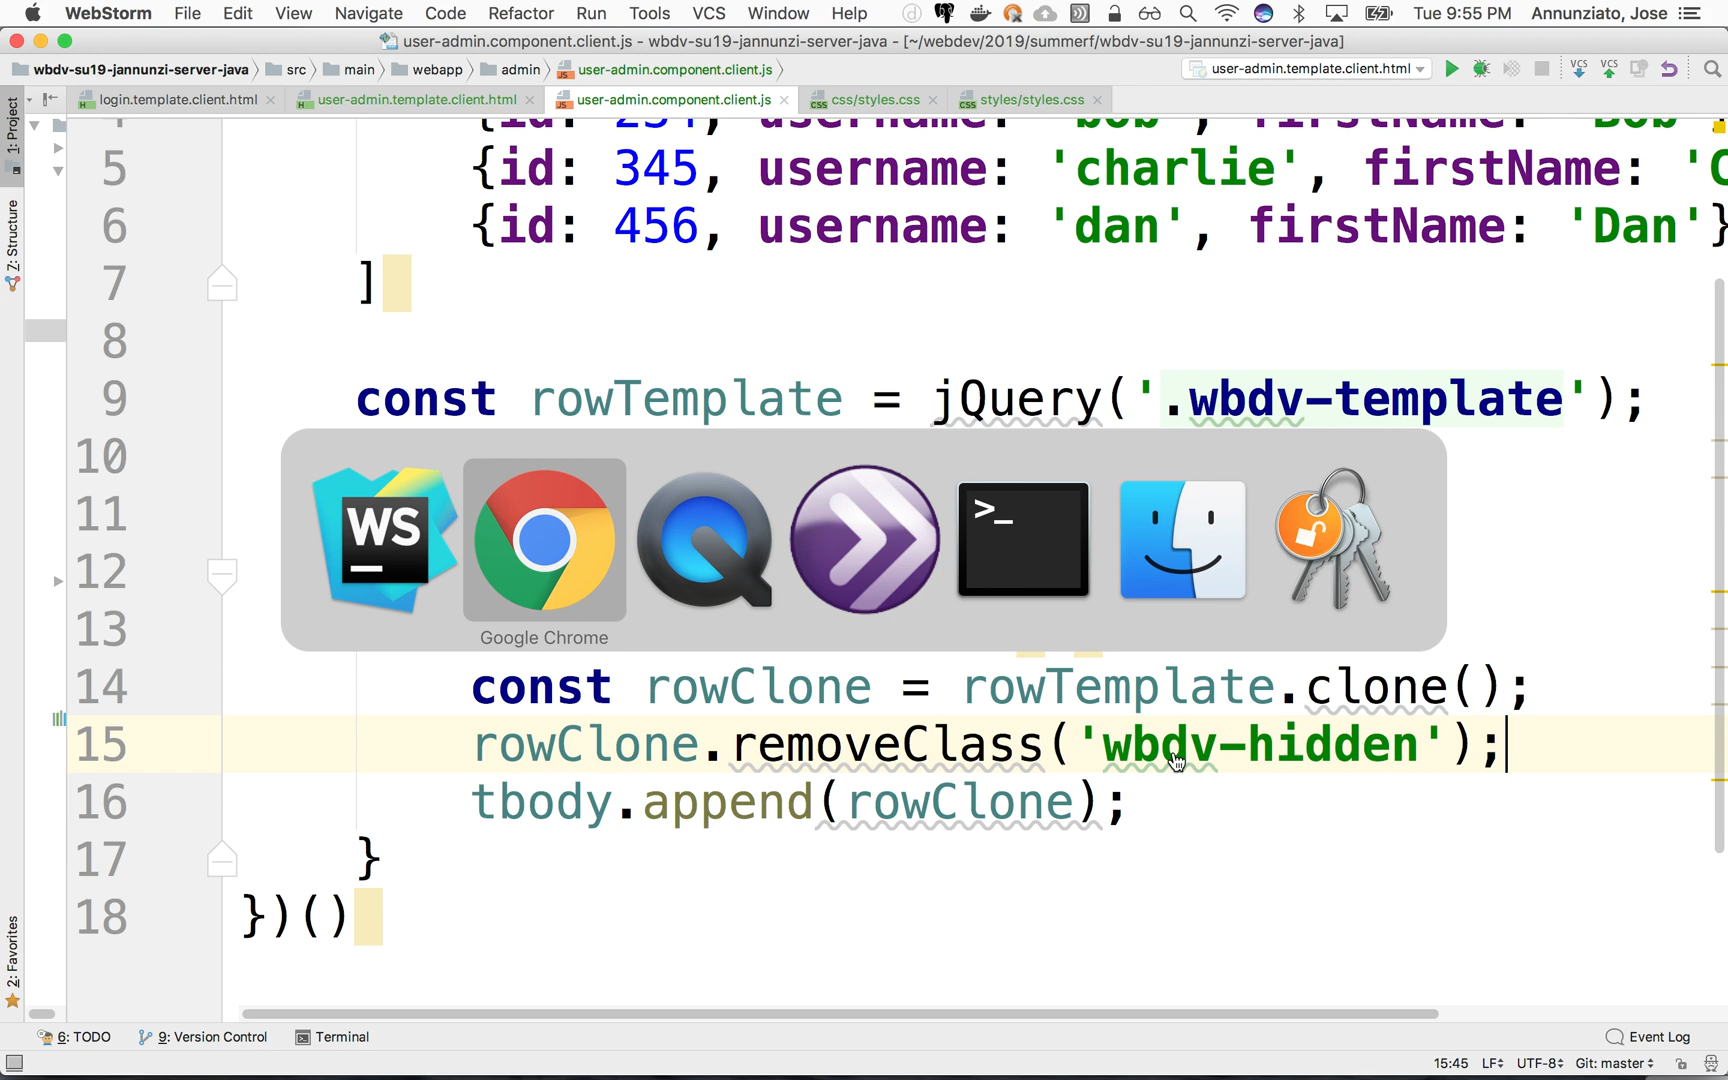 WebStorm File Edit View Navigate Code Refactor Run Tools VCS Window Help Tue 9:55 PM Annunziato, Jose
user-admin.component.client.js - wbdv-su19-jannunzi-server-java - [~/webdev/2019/summerf/wbdv-su19-jannunzi-server-java]
wbdv-su19-jannunzi-server-java src main webapp admin user-admin.component.client.js user-admin.template.client.html VCS VCS
login.template.client.html user-admin.template.client.html user-admin.component.client.js css/styles.css styles/styles.css
1: Project
7: Structure
2: Favorites
5 {id: 345, username: 'charlie', firstName: 'C
6 {id: 456, username: 'dan', firstName: 'Dan'}
7 ]
8
9 const rowTemplate = jQuery('.wbdv-template');
10
11
12
13
WS
>_
Google Chrome
14 const rowClone = rowTemplate.clone();
15 rowClone.removeClass('wbdv-hidden');
16 tbody.append(rowClone);
17 }
18 })()
6: TODO 9: Version Control Terminal Event Log
15:45 LF UTF-8 Git: master